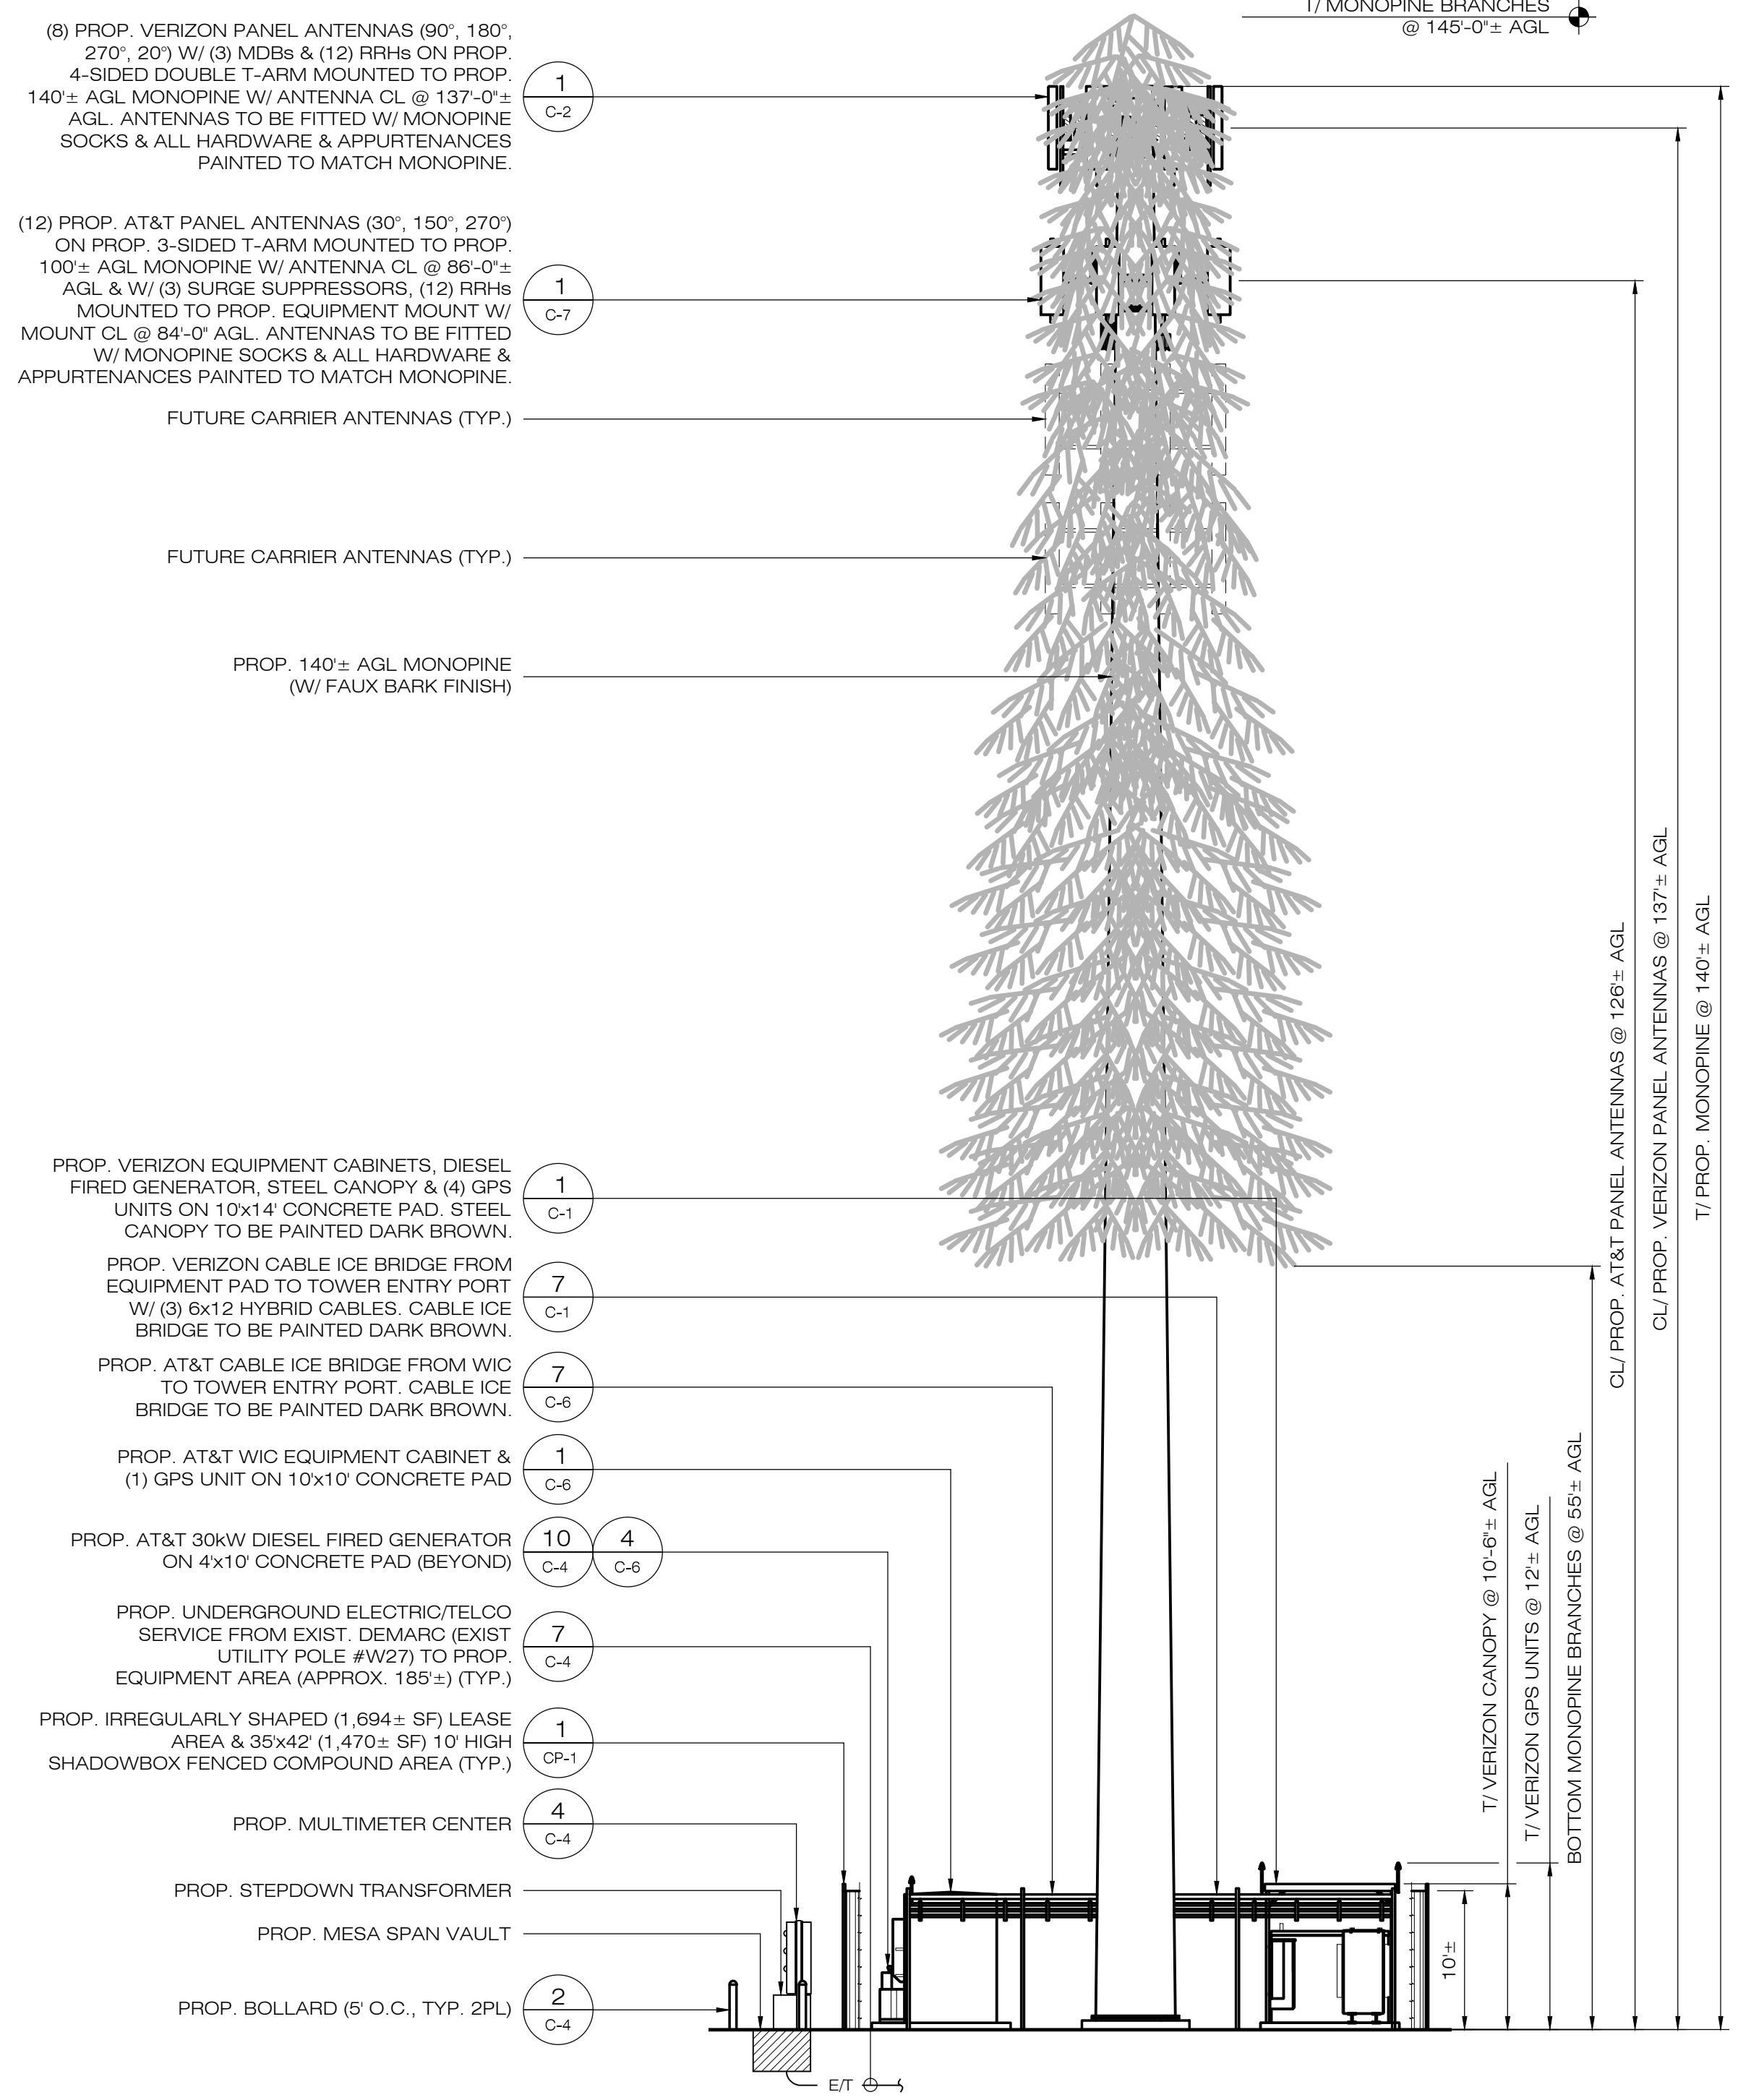 T/ MONOPINE BRANCHES
@ 145'-0"± AGL
(8) PROP. VERIZON PANEL ANTENNAS (90°, 180°,
270°, 20°) W/ (3) MDBs & (12) RRHs ON PROP.
4-SIDED DOUBLE T-ARM MOUNTED TO PROP.
140'± AGL MONOPINE W/ ANTENNA CL @ 137'-0"±
AGL. ANTENNAS TO BE FITTED W/ MONOPINE
SOCKS & ALL HARDWARE & APPURTENANCES
PAINTED TO MATCH MONOPINE.
1
C-2
(12) PROP. AT&T PANEL ANTENNAS (30°, 150°, 270°)
ON PROP. 3-SIDED T-ARM MOUNTED TO PROP.
100'± AGL MONOPINE W/ ANTENNA CL @ 86'-0"±
AGL & W/ (3) SURGE SUPPRESSORS, (12) RRHs
MOUNTED TO PROP. EQUIPMENT MOUNT W/
MOUNT CL @ 84'-0" AGL. ANTENNAS TO BE FITTED
W/ MONOPINE SOCKS & ALL HARDWARE &
APPURTENANCES PAINTED TO MATCH MONOPINE.
1
C-7
FUTURE CARRIER ANTENNAS (TYP.)
FUTURE CARRIER ANTENNAS (TYP.)
PROP. 140'± AGL MONOPINE
(W/ FAUX BARK FINISH)
PROP. VERIZON EQUIPMENT CABINETS, DIESEL
FIRED GENERATOR, STEEL CANOPY & (4) GPS
UNITS ON 10'x14' CONCRETE PAD. STEEL
CANOPY TO BE PAINTED DARK BROWN.
1
C-1
PROP. VERIZON CABLE ICE BRIDGE FROM
EQUIPMENT PAD TO TOWER ENTRY PORT
W/ (3) 6x12 HYBRID CABLES. CABLE ICE
BRIDGE TO BE PAINTED DARK BROWN.
7
C-1
PROP. AT&T CABLE ICE BRIDGE FROM WIC
TO TOWER ENTRY PORT. CABLE ICE
BRIDGE TO BE PAINTED DARK BROWN.
7
C-6
PROP. AT&T WIC EQUIPMENT CABINET &
(1) GPS UNIT ON 10'x10' CONCRETE PAD
1
C-6
PROP. AT&T 30kW DIESEL FIRED GENERATOR
ON 4'x10' CONCRETE PAD (BEYOND)
10
C-4
4
C-6
PROP. UNDERGROUND ELECTRIC/TELCO
SERVICE FROM EXIST. DEMARC (EXIST
UTILITY POLE #W27) TO PROP.
EQUIPMENT AREA (APPROX. 185'±) (TYP.)
7
C-4
PROP. IRREGULARLY SHAPED (1,694± SF) LEASE
AREA & 35'x42' (1,470± SF) 10' HIGH
SHADOWBOX FENCED COMPOUND AREA (TYP.)
1
CP-1
PROP. MULTIMETER CENTER
4
C-4
PROP. STEPDOWN TRANSFORMER
PROP. MESA SPAN VAULT
PROP. BOLLARD (5' O.C., TYP. 2PL)
2
C-4
E/T
10'±
T/ VERIZON CANOPY @ 10'-6"± AGL
T/ VERIZON GPS UNITS @ 12'± AGL
BOTTOM MONOPINE BRANCHES @ 55'± AGL
CL/ PROP. AT&T PANEL ANTENNAS @ 126'± AGL
CL/ PROP. VERIZON PANEL ANTENNAS @ 137'± AGL
T/ PROP. MONOPINE @ 140'± AGL